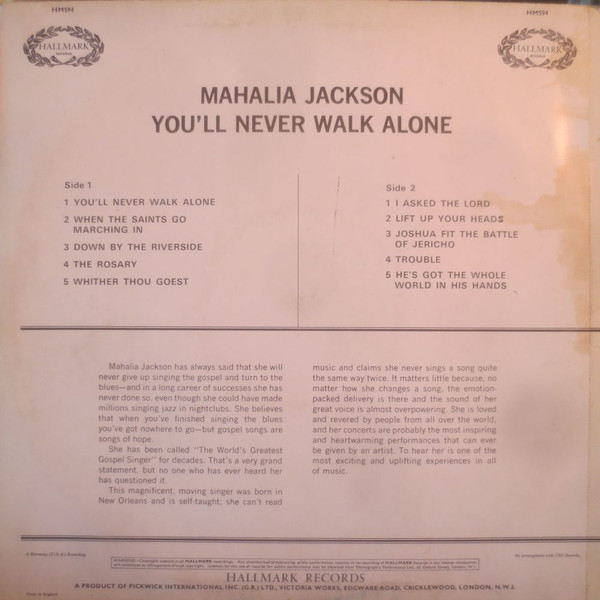 HM594
HM594
HALLMARK
RECORDS
HALLMARK
RECORDS
MAHALIA JACKSON
YOU'LL NEVER WALK ALONE
Side 1
1 YOU'LL NEVER WALK ALONE
2 WHEN THE SAINTS GO
MARCHING IN
3 DOWN BY THE RIVERSIDE
4 THE ROSARY
5 WHITHER THOU GOEST
Side 2
1 I ASKED THE LORD
2 LIFT UP YOUR HEADS
3 JOSHUA FIT THE BATTLE
OF JERICHO
4 TROUBLE
5 HE'S GOT THE WHOLE
WORLD IN HIS HANDS
Mahalia Jackson has always said that she will
never give up singing the gospel and turn to the
blues—and in a long career of successes she has
never done so, even though she could have made
millions singing jazz in nightclubs. She believes
that when you've finished singing the blues
you've got nowhere to go—but gospel songs are
songs of hope.
She has been called "The World's Greatest
Gospel Singer" for decades. That's a very grand
statement, but no one who has ever heard her
has questioned it.
This magnificent, moving singer was born in
New Orleans and is self-taught; she can't read
music and claims she never sings a song quite
the same way twice. It matters little because, no
matter how she changes a song, the emotion-
packed delivery is there and the sound of her
great voice is almost overpowering. She is loved
and revered by people from all over the world,
and her concerts are probably the most inspiring
and heartwarming performances that can ever
be given by an artist. To hear her is one of the
most exciting and uplifting experiences in all
of music.
HALLMARK RECORDS
A PRODUCT OF PICKWICK INTERNATIONAL INC. (G.B.) LTD., VICTORIA WORKS, EDGWARE ROAD, CRICKLEWOOD, LONDON, N.W.2.